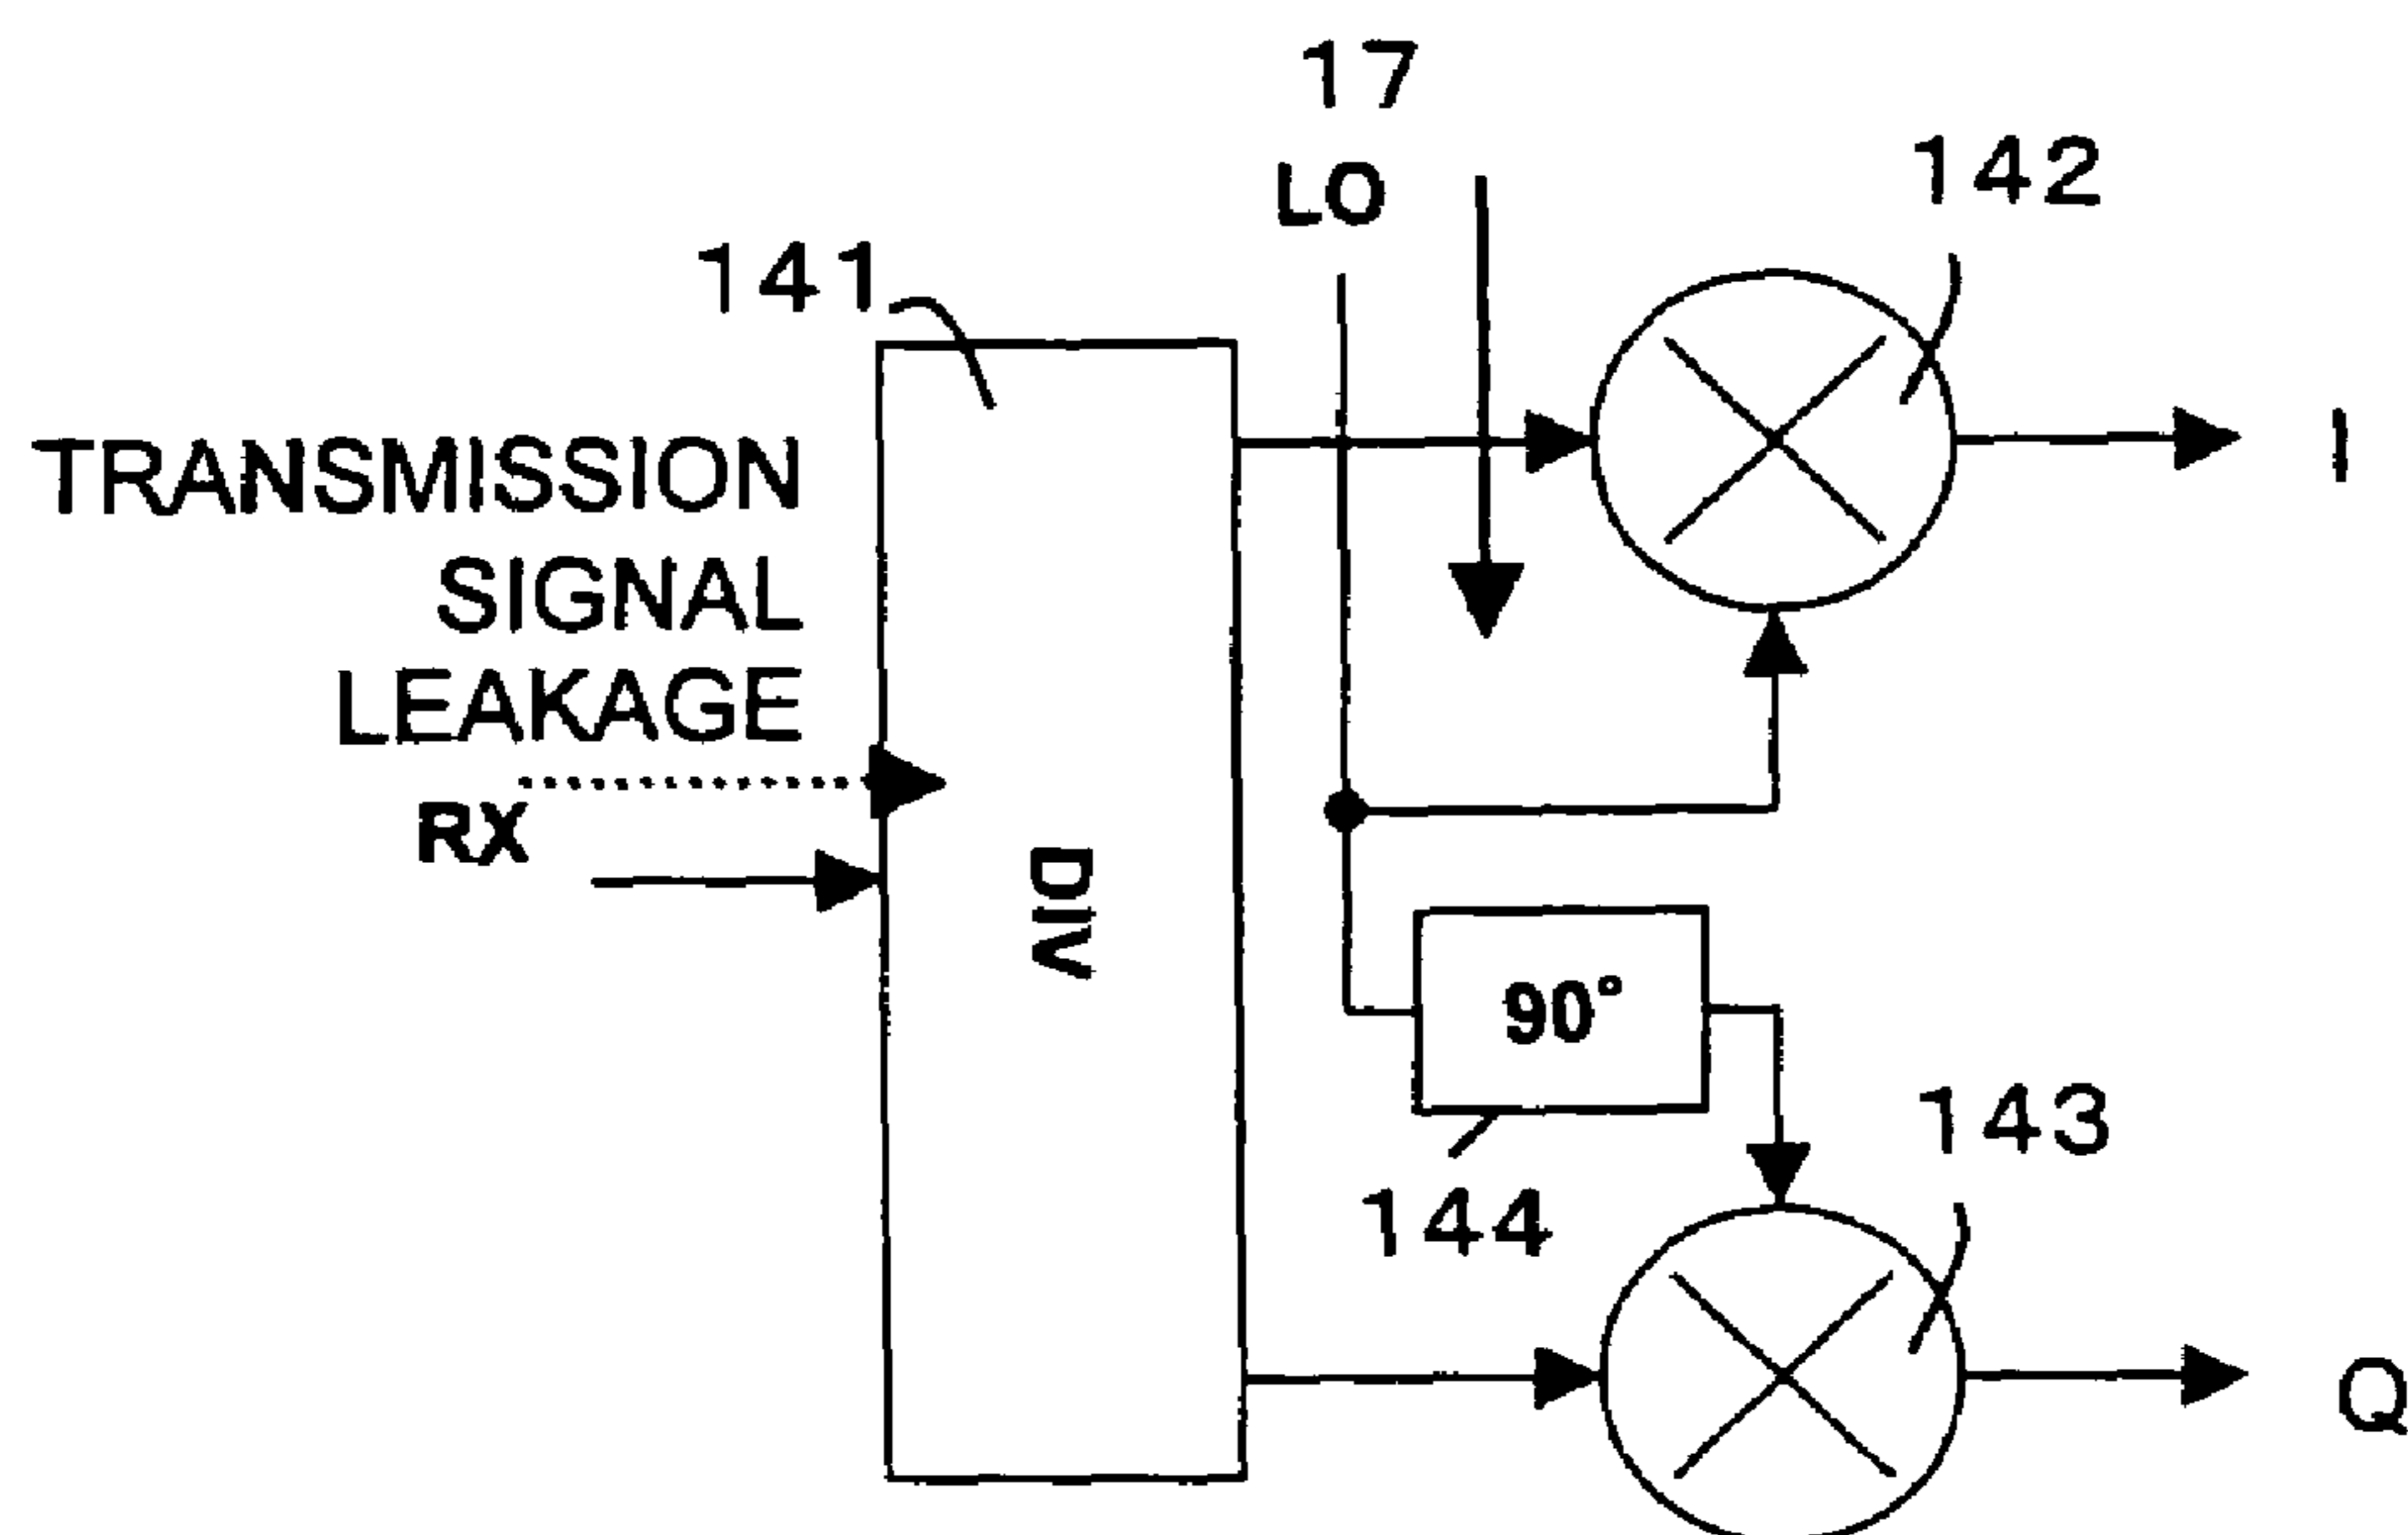 17
LO
142
141
TRANSMISSION
SIGNAL
LEAKAGE
I
RX
DIV
90°
144
143
Q